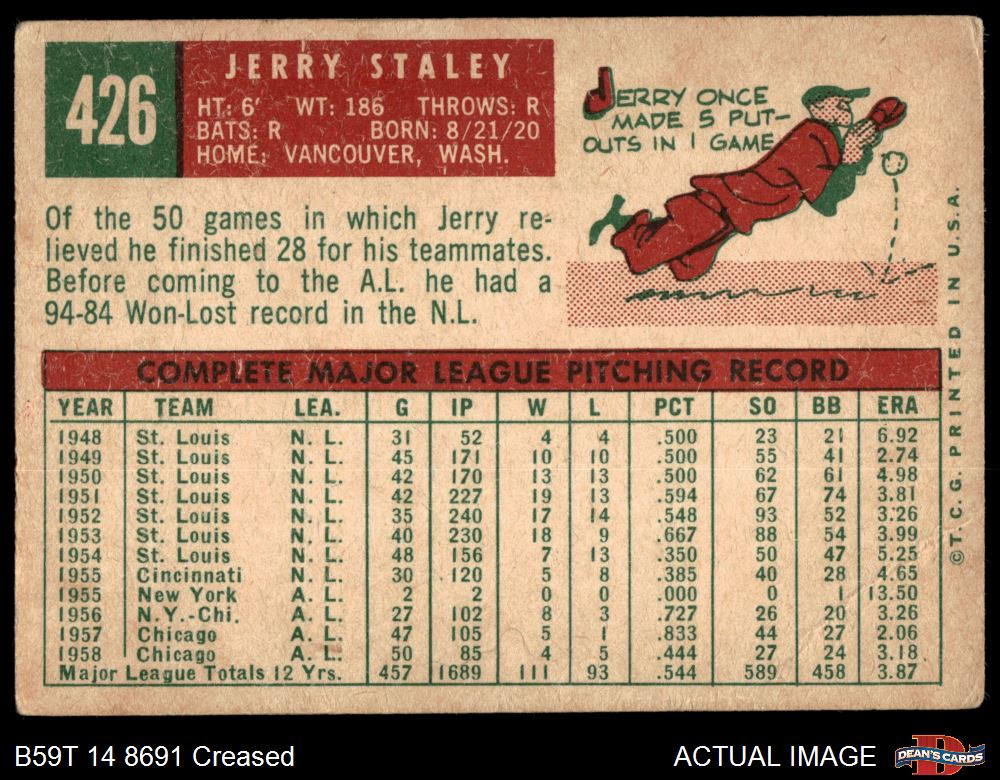 426
JERRY STALEY
HT: 6' WT: 186 THROWS: R
BATS: R BORN: 8/21/20
HOME: VANCOUVER, WASH.
JERRY ONCE
MADE 5 PUT-
OUTS IN 1 GAME
Of the 50 games in which Jerry re-
lieved he finished 28 for his teammates.
Before coming to the A.L. he had a
94-84 Won-Lost record in the N.L.
COMPLETE MAJOR LEAGUE PITCHING RECORD
YEAR TEAM LEA. G IP W L PCT SO BB ERA
1948 St. Louis N. L. 31 52 4 4 .500 23 21 6.92
1949 St. Louis N. L. 45 171 10 10 .500 55 41 2.74
1950 St. Louis N. L. 42 170 13 13 .500 62 61 4.98
1951 St. Louis N. L. 42 227 19 13 .594 67 74 3.81
1952 St. Louis N. L. 35 240 17 14 .548 93 52 3.26
1953 St. Louis N. L. 40 230 18 9 .667 88 54 3.99
1954 St. Louis N. L. 48 156 7 13 .350 50 47 5.25
1955 Cincinnati N. L. 30 120 5 8 .385 40 28 4.65
1955 New York A. L. 2 2 0 0 .000 0 1 13.50
1956 N.Y.-Chi. A. L. 27 102 8 3 .727 26 20 3.26
1957 Chicago A. L. 47 105 5 1 .833 44 27 2.06
1958 Chicago A. L. 50 85 4 5 .444 27 24 3.18
Major League Totals 12 Yrs. 457 1689 111 93 .544 589 458 3.87
©T.C.G. PRINTED IN U.S.A.
B59T 14 8691 Creased
ACTUAL IMAGE
DEAN'S CARDS